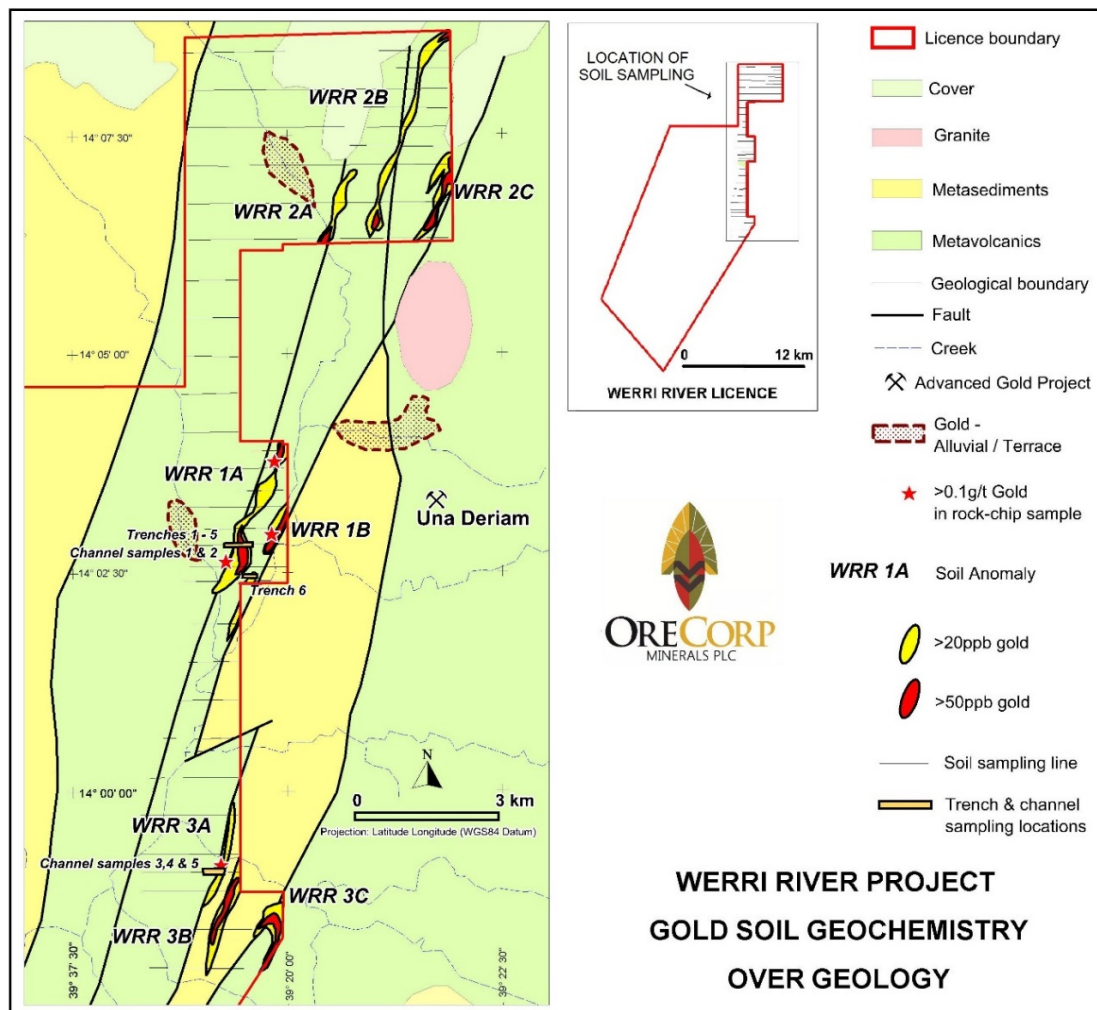 WRR 2B
14° 07' 30"
WRR 2A
WRR 2C
14° 05' 00"
WRR 1A
Una Deriam
WRR 1B
Trenches 1 - 5
Channel samples 1 & 2
14° 02' 30"
Trench 6
N
14° 00' 00"
0 3 km
Projection: Latitude Longitude (WGS84 Datum)
WRR 3A
Channel samples 3,4 & 5
WRR 3C
WRR 3B
39° 37' 30"
39° 20' 00"
39° 22' 30"
LOCATION OF
SOIL SAMPLING
0 12 km
WERRI RIVER LICENCE
ORECORP
MINERALS PLC
Licence boundary
Cover
Granite
Metasediments
Metavolcanics
Geological boundary
Fault
Creek
Advanced Gold Project
Gold -
Alluvial / Terrace
>0.1g/t Gold
in rock-chip sample
WRR 1A Soil Anomaly
>20ppb gold
>50ppb gold
Soil sampling line
Trench & channel
sampling locations
WERRI RIVER PROJECT
GOLD SOIL GEOCHEMISTRY
OVER GEOLOGY